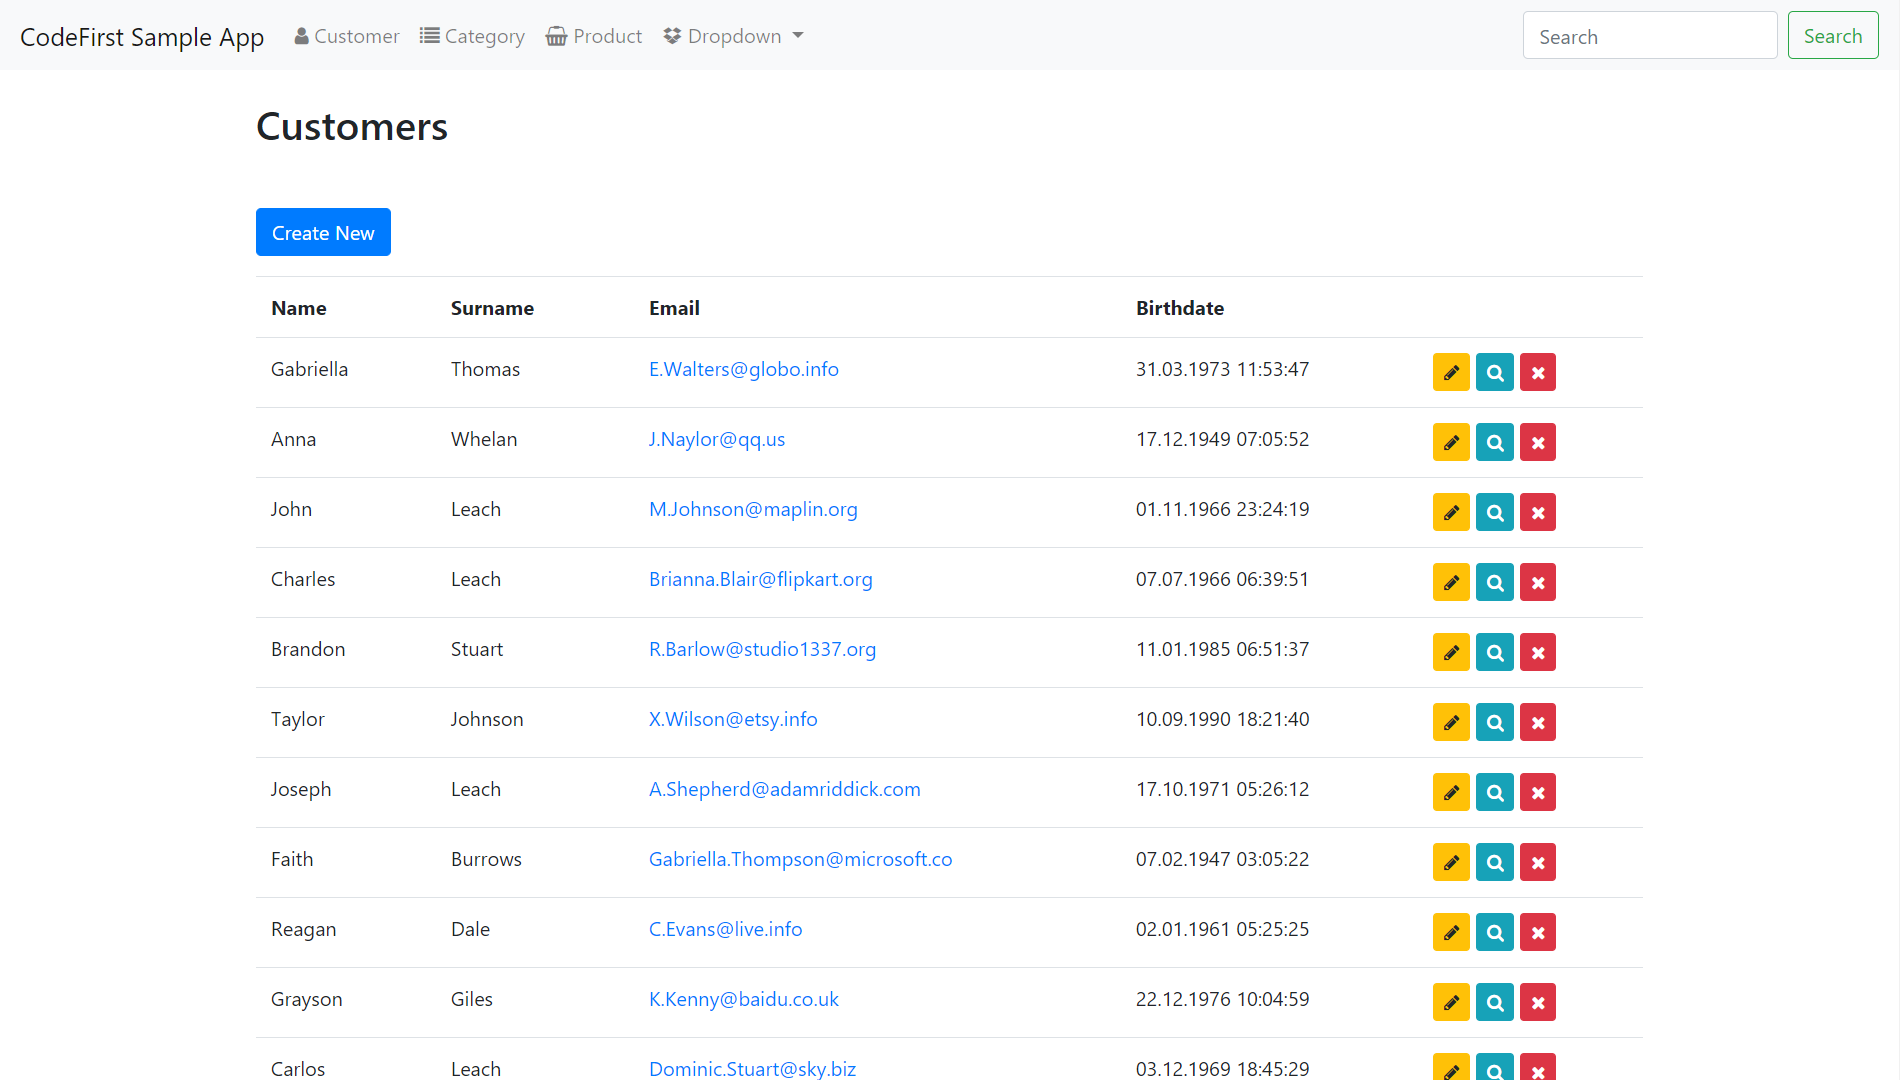 CodeFirst Sample App Customer Category Product Dropdown Search Search
Customers
Create New
Name Surname Email Birthdate
Gabriella Thomas E.Walters@globo.info 31.03.1973 11:53:47
Anna Whelan J.Naylor@qq.us 17.12.1949 07:05:52
John Leach M.Johnson@maplin.org 01.11.1966 23:24:19
Charles Leach Brianna.Blair@flipkart.org 07.07.1966 06:39:51
Brandon Stuart R.Barlow@studio1337.org 11.01.1985 06:51:37
Taylor Johnson X.Wilson@etsy.info 10.09.1990 18:21:40
Joseph Leach A.Shepherd@adamriddick.com 17.10.1971 05:26:12
Faith Burrows Gabriella.Thompson@microsoft.co 07.02.1947 03:05:22
Reagan Dale C.Evans@live.info 02.01.1961 05:25:25
Grayson Giles K.Kenny@baidu.co.uk 22.12.1976 10:04:59
Carlos Leach Dominic.Stuart@sky.biz 03.12.1969 18:45:29